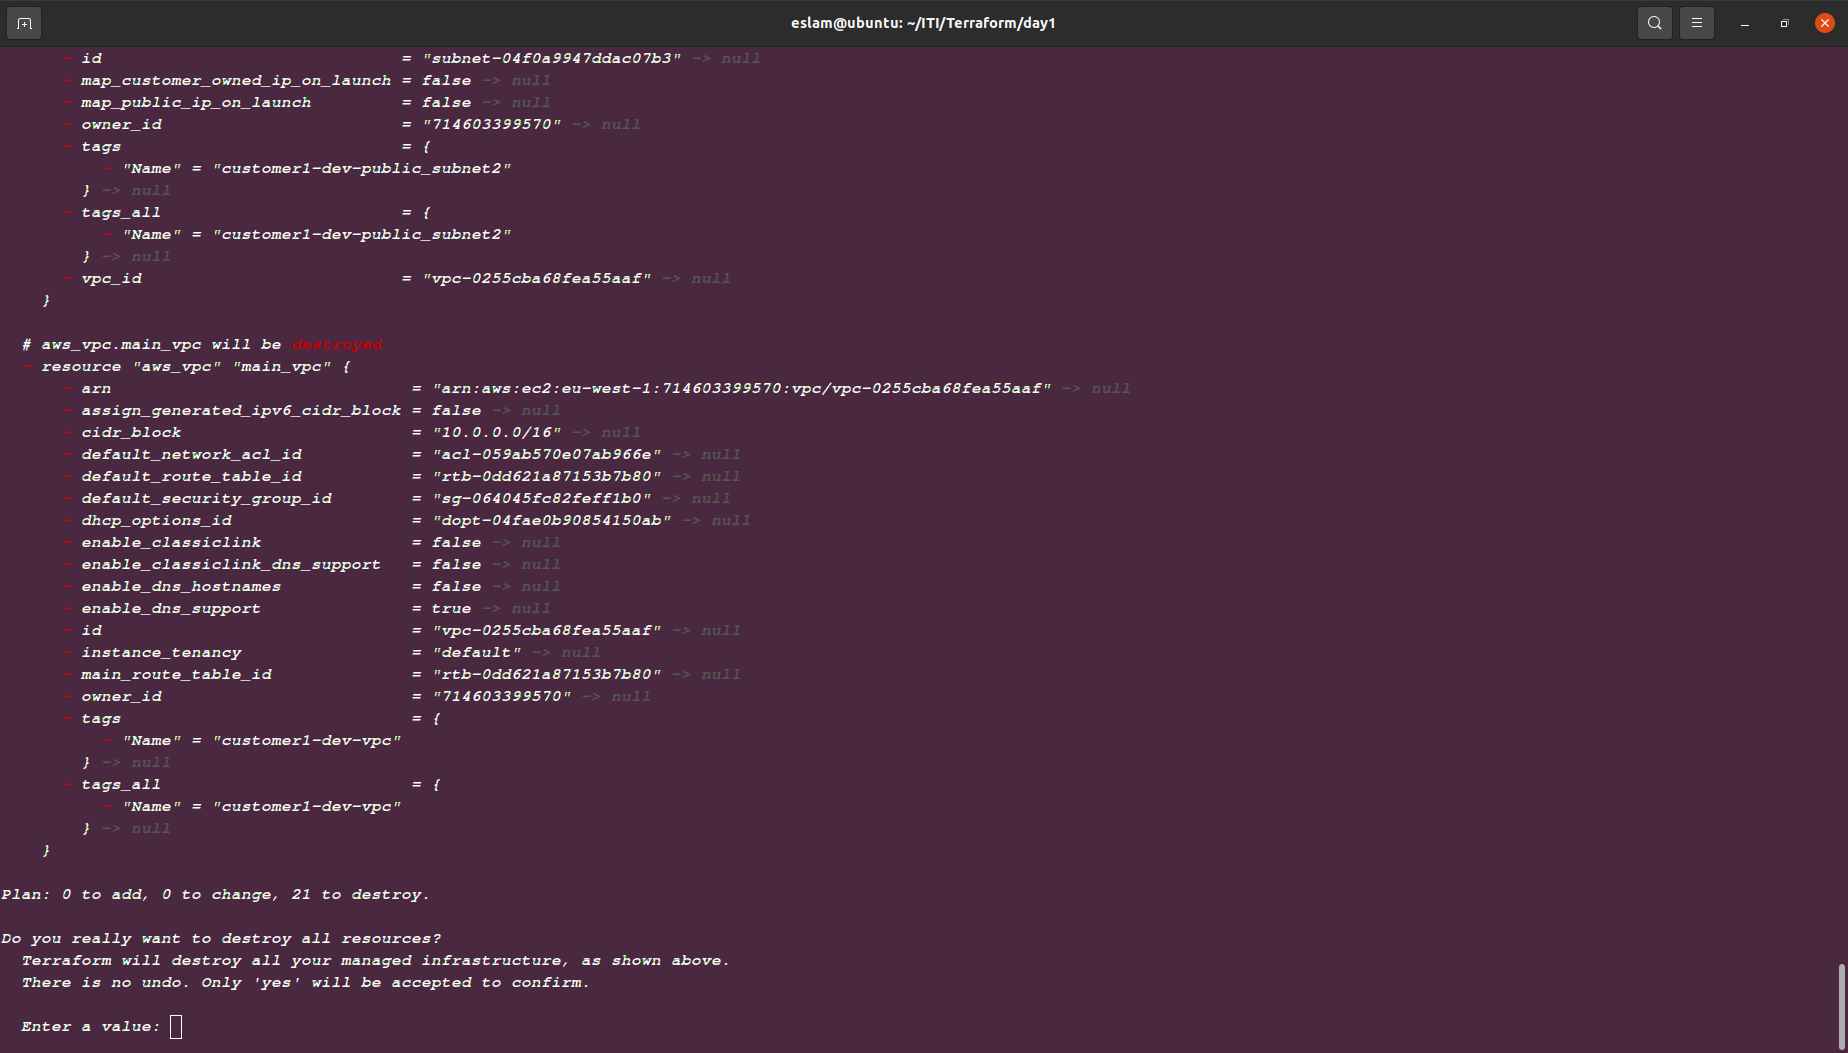 eslam@ubuntu: ~/ITI/Terraform/day1
- id = "subnet-04f0a9947ddac07b3" -> null
- map_customer_owned_ip_on_launch = false -> null
- map_public_ip_on_launch = false -> null
- owner_id = "714603399570" -> null
- tags = {
- "Name" = "customer1-dev-public_subnet2"
} -> null
- tags_all = {
- "Name" = "customer1-dev-public_subnet2"
} -> null
- vpc_id = "vpc-0255cba68fea55aaf" -> null
}
# aws_vpc.main_vpc will be destroyed
- resource "aws_vpc" "main_vpc" {
- arn = "arn:aws:ec2:eu-west-1:714603399570:vpc/vpc-0255cba68fea55aaf" -> null
- assign_generated_ipv6_cidr_block = false -> null
- cidr_block = "10.0.0.0/16" -> null
- default_network_acl_id = "acl-059ab570e07ab966e" -> null
- default_route_table_id = "rtb-0dd621a87153b7b80" -> null
- default_security_group_id = "sg-064045fc82feff1b0" -> null
- dhcp_options_id = "dopt-04fae0b90854150ab" -> null
- enable_classiclink = false -> null
- enable_classiclink_dns_support = false -> null
- enable_dns_hostnames = false -> null
- enable_dns_support = true -> null
- id = "vpc-0255cba68fea55aaf" -> null
- instance_tenancy = "default" -> null
- main_route_table_id = "rtb-0dd621a87153b7b80" -> null
- owner_id = "714603399570" -> null
- tags = {
- "Name" = "customer1-dev-vpc"
} -> null
- tags_all = {
- "Name" = "customer1-dev-vpc"
} -> null
}
Plan: 0 to add, 0 to change, 21 to destroy.
Do you really want to destroy all resources?
Terraform will destroy all your managed infrastructure, as shown above.
There is no undo. Only 'yes' will be accepted to confirm.
Enter a value: